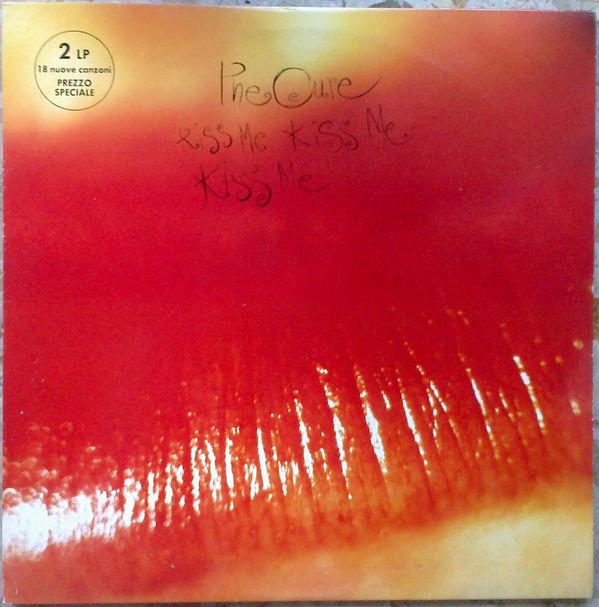 2 LP
18 nuove canzoni
PREZZO
SPECIALE
The Cure
Kiss Me Kiss Me
Kiss Me